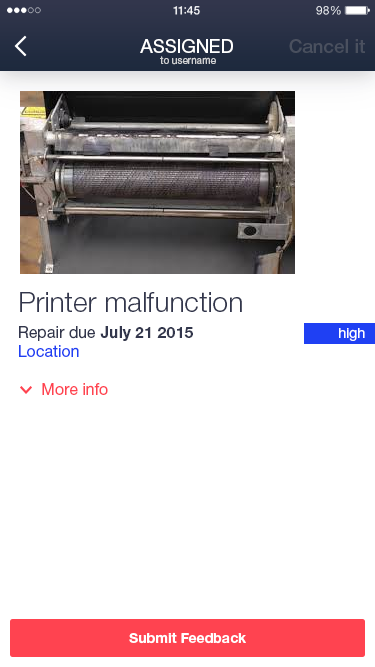 11:45
98%
ASSIGNED
to username
Cancel it
Printer malfunction
Repair due July 21 2015
high
Location
More info
Submit Feedback